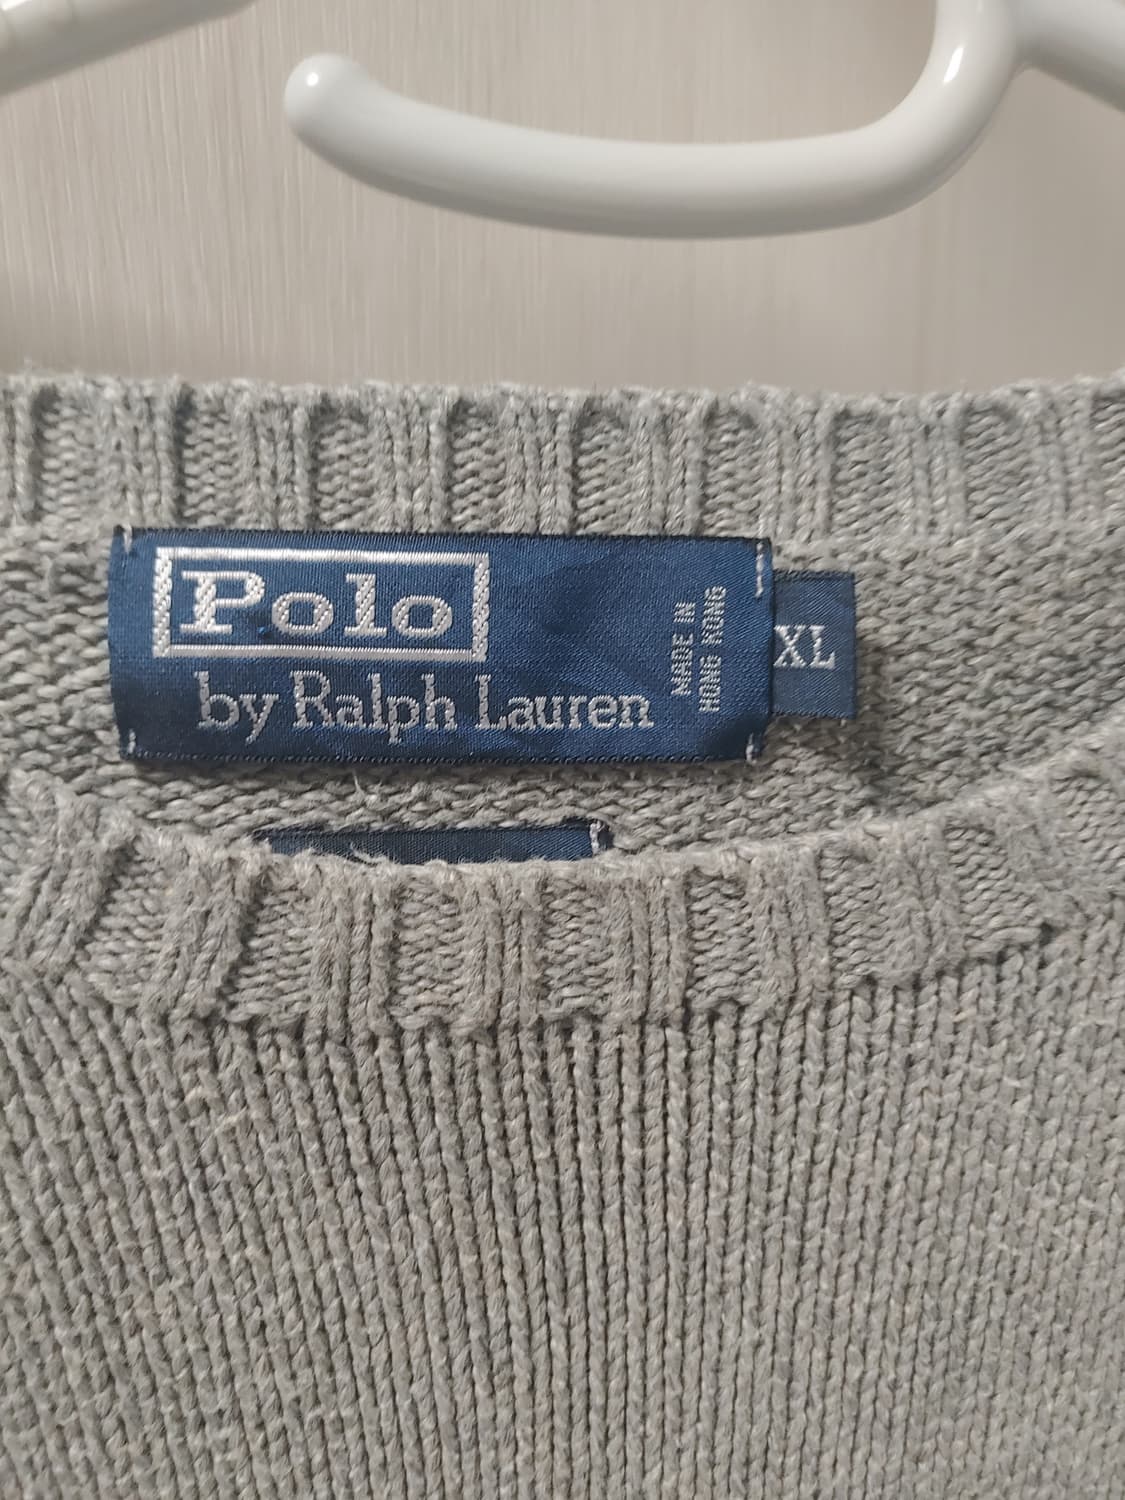 Polo
by Ralph Lauren
MADE IN
HONG KONG
XL